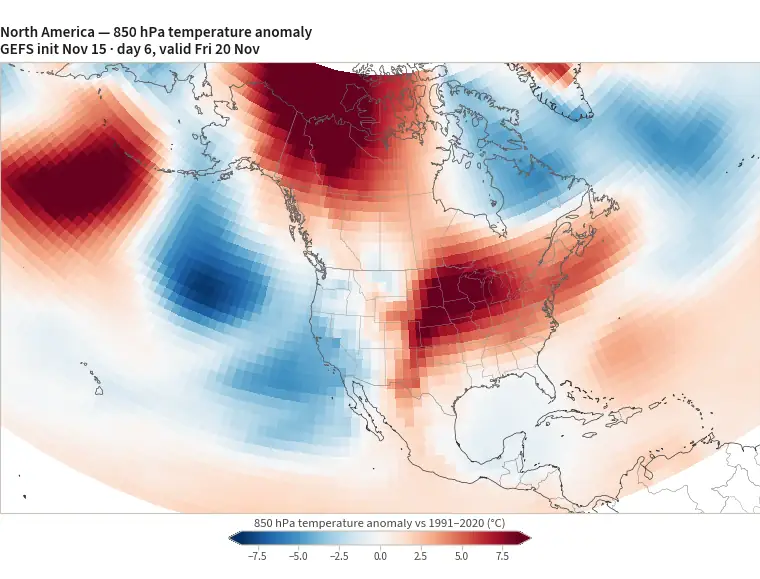 North America — 850 hPa temperature anomaly
GEFS init Nov 15 · day 6, valid Fri 20 Nov
850 hPa temperature anomaly vs 1991–2020 (°C)
−7.5 −5.0 −2.5 0.0 2.5 5.0 7.5